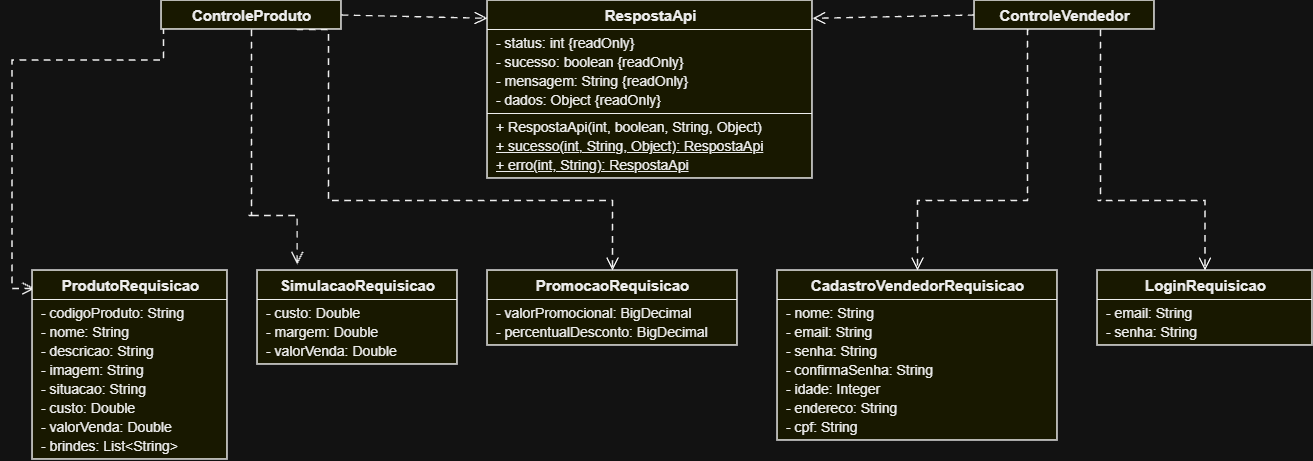 ControleProduto
RespostaApi
- status: int {readOnly}
- sucesso: boolean {readOnly}
- mensagem: String {readOnly}
- dados: Object {readOnly}
+ RespostaApi(int, boolean, String, Object)
+ sucesso(int, String, Object): RespostaApi
+ erro(int, String): RespostaApi
ControleVendedor
ProdutoRequisicao
- codigoProduto: String
- nome: String
- descricao: String
- imagem: String
- situacao: String
- custo: Double
- valorVenda: Double
- brindes: List<String>
SimulacaoRequisicao
- custo: Double
- margem: Double
- valorVenda: Double
PromocaoRequisicao
- valorPromocional: BigDecimal
- percentualDesconto: BigDecimal
CadastroVendedorRequisicao
- nome: String
- email: String
- senha: String
- confirmaSenha: String
- idade: Integer
- endereco: String
- cpf: String
LoginRequisicao
- email: String
- senha: String